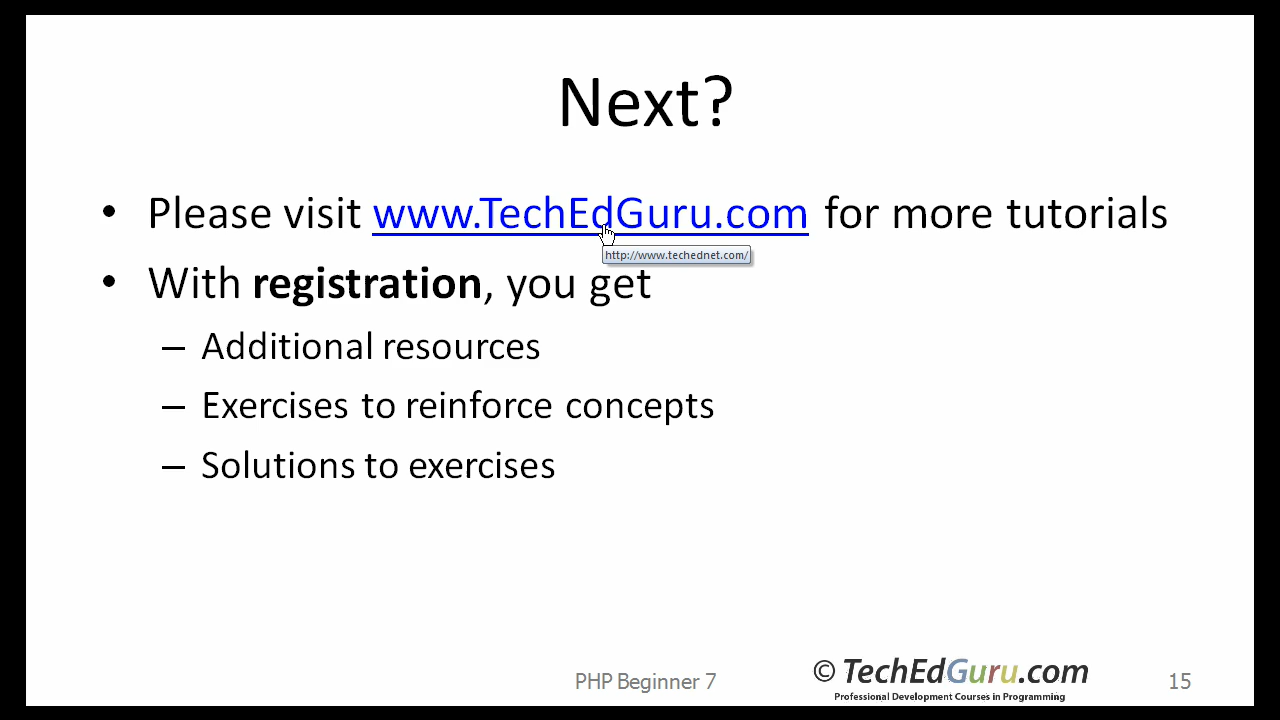 Next?
• Please visit www.TechEdGuru.com for more tutorials
http://www.technednet.com/
• With registration, you get
– Additional resources
– Exercises to reinforce concepts
– Solutions to exercises
PHP Beginner 7
© TechEdGuru.com
Professional Development Courses in Programming
15